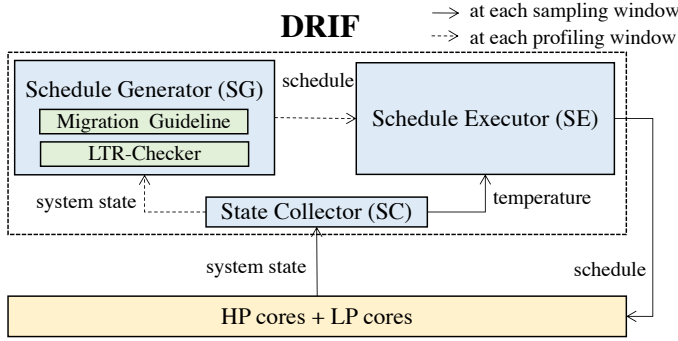 DRIF
at each sampling window
at each profiling window
Schedule Generator (SG)
Migration Guideline
LTR-Checker
schedule
Schedule Executor (SE)
system state
State Collector (SC)
temperature
system state
schedule
HP cores + LP cores